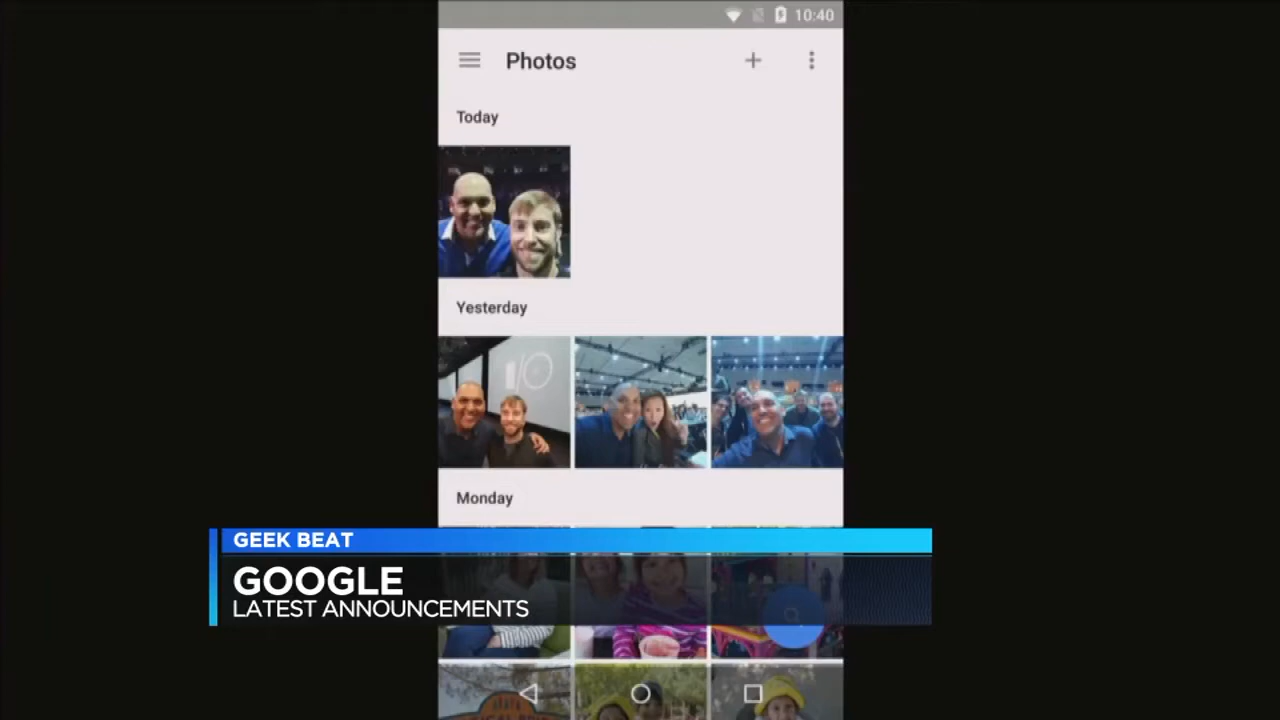 10:40
Photos
Today
Yesterday
I/O
Monday
GEEK BEAT
GOOGLE
LATEST ANNOUNCEMENTS